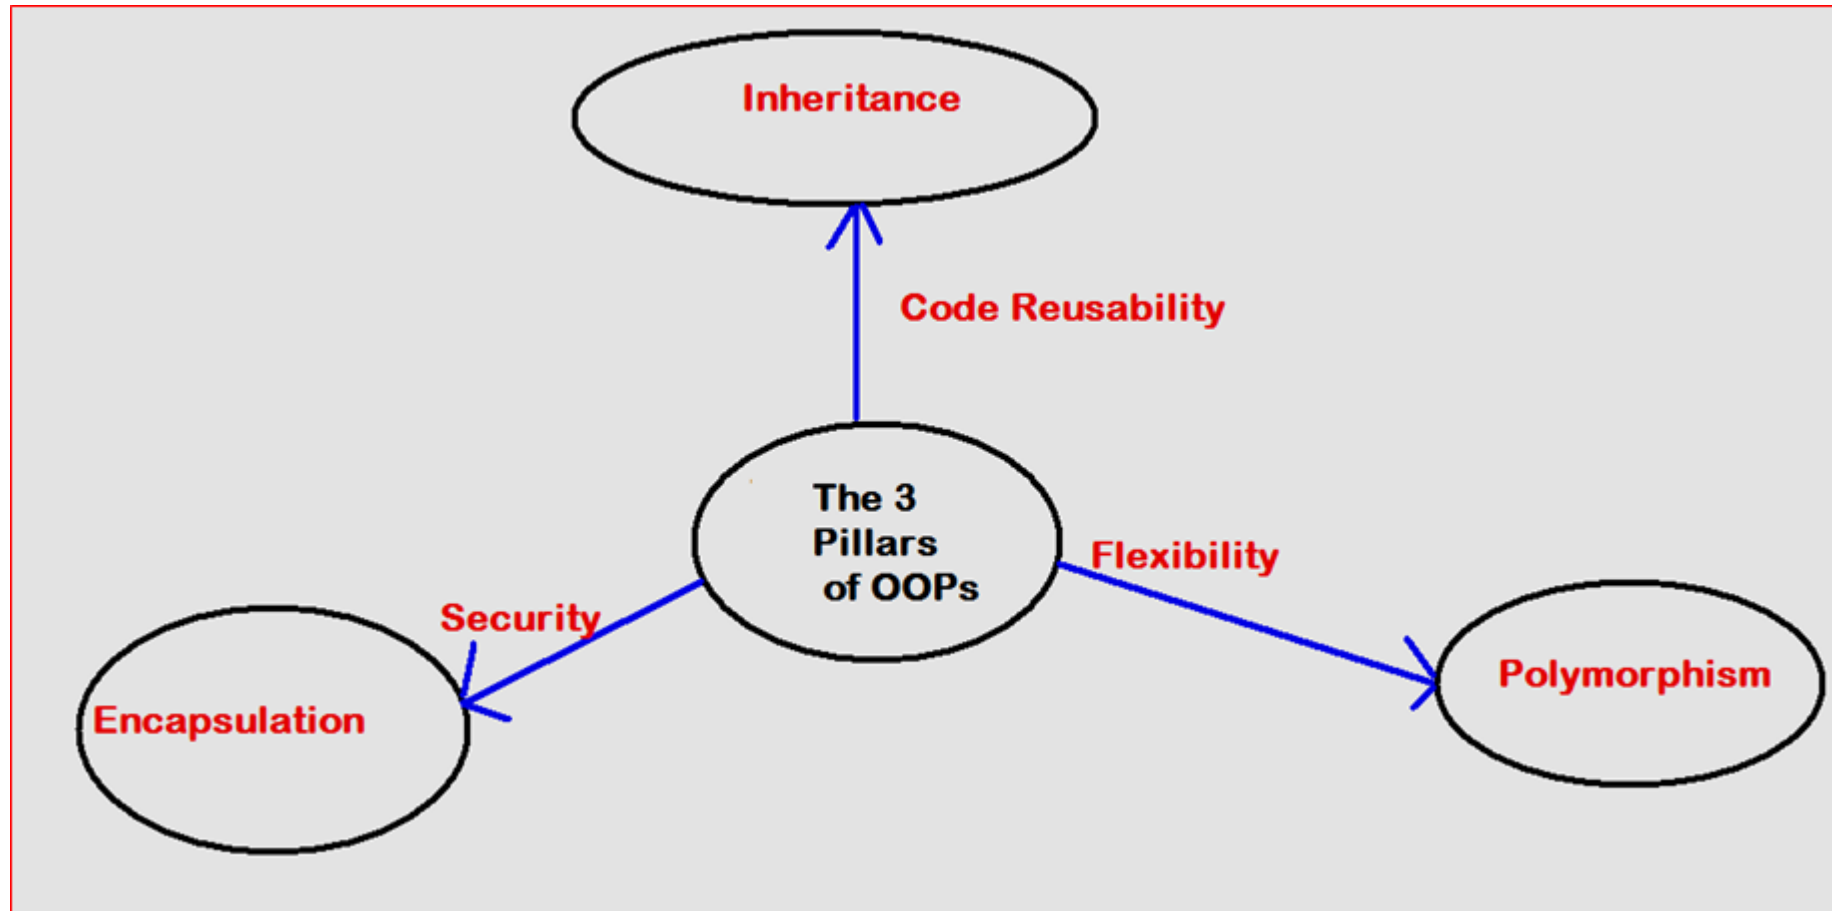 Inheritance
Code Reusability
The 3
Pillars
of OOPs
Flexibility
Security
Polymorphism
Encapsulation